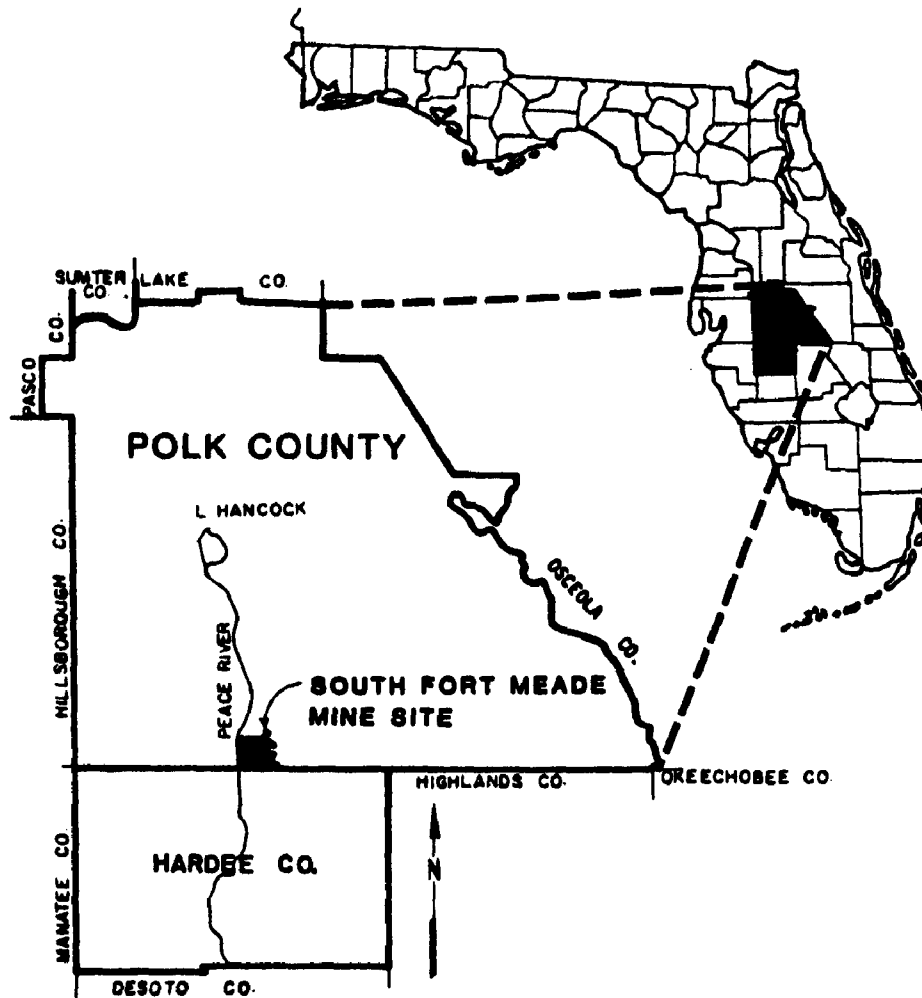 SUMTER CO.
LAKE CO.
PASCO CO.
POLK COUNTY
L HANCOCK
HILLSBOROUGH CO.
PEACE RIVER
OSCEOLA CO.
SOUTH FORT MEADE
MINE SITE
HIGHLANDS CO.
OKEECHOBEE CO.
MANATEE CO.
HARDEE CO.
N
DESOTO CO.